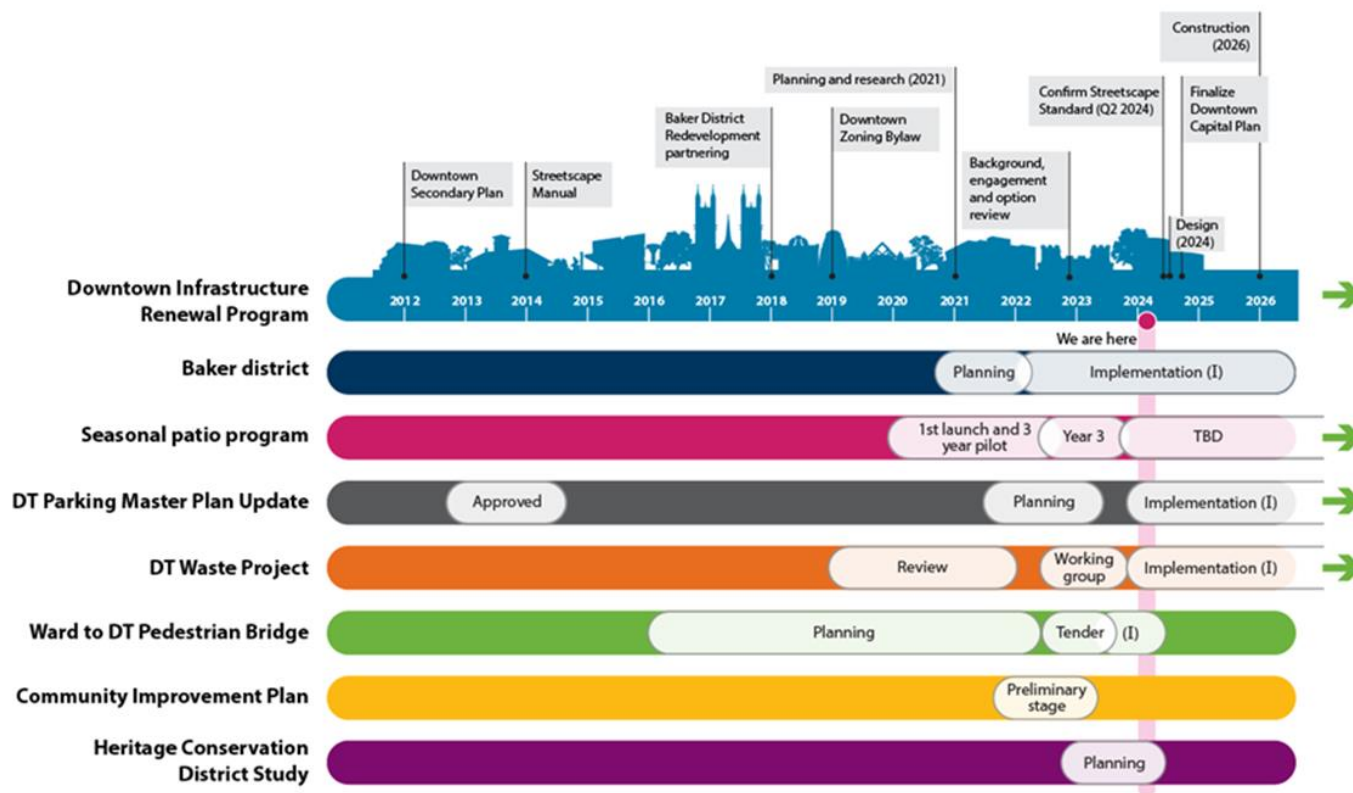 Construction
(2026)
Planning and research (2021)
Confirm Streetscape
Standard (Q2 2024)
Finalize
Downtown
Capital Plan
Baker District
Redevelopment
partnering
Downtown
Zoning Bylaw
Background,
engagement
and option
review
Downtown
Secondary Plan
Streetscape
Manual
Design
(2024)
Downtown Infrastructure
Renewal Program
2012 2013 2014 2015 2016 2017 2018 2019 2020 2021 2022 2023 2024 2025 2026
We are here
Baker district
Planning
Implementation (I)
Seasonal patio program
1st launch and 3
year pilot
Year 3
TBD
DT Parking Master Plan Update
Approved
Planning
Implementation (I)
DT Waste Project
Review
Working
group
Implementation (I)
Ward to DT Pedestrian Bridge
Planning
Tender
(I)
Community Improvement Plan
Preliminary
stage
Heritage Conservation
District Study
Planning